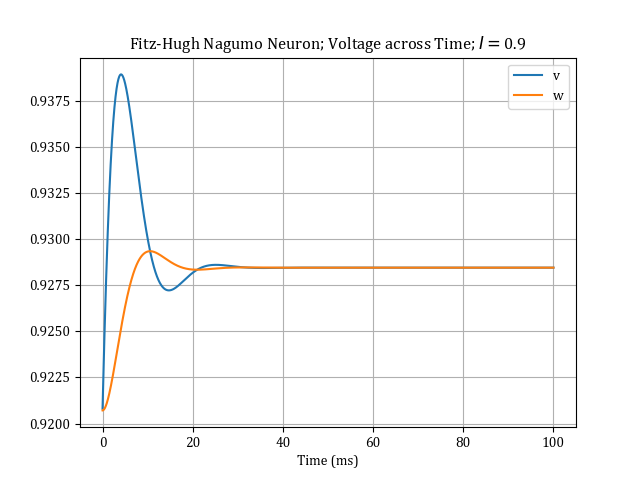 Fitz-Hugh Nagumo Neuron; Voltage across Time; I = 0.9
v
w
0.9375
0.9350
0.9325
0.9300
0.9275
0.9250
0.9225
0.9200
0 20 40 60 80 100
Time (ms)